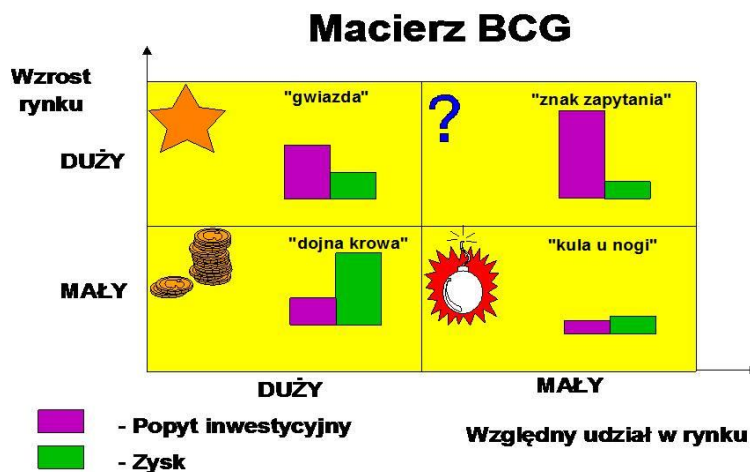 Macierz BCG
Wzrost
rynku
"gwiazda"
"znak zapytania"
?
DUŻY
"dojna krowa"
"kula u nogi"
MAŁY
DUŻY
MAŁY
- Popyt inwestycyjny
Względny udział w rynku
- Zysk